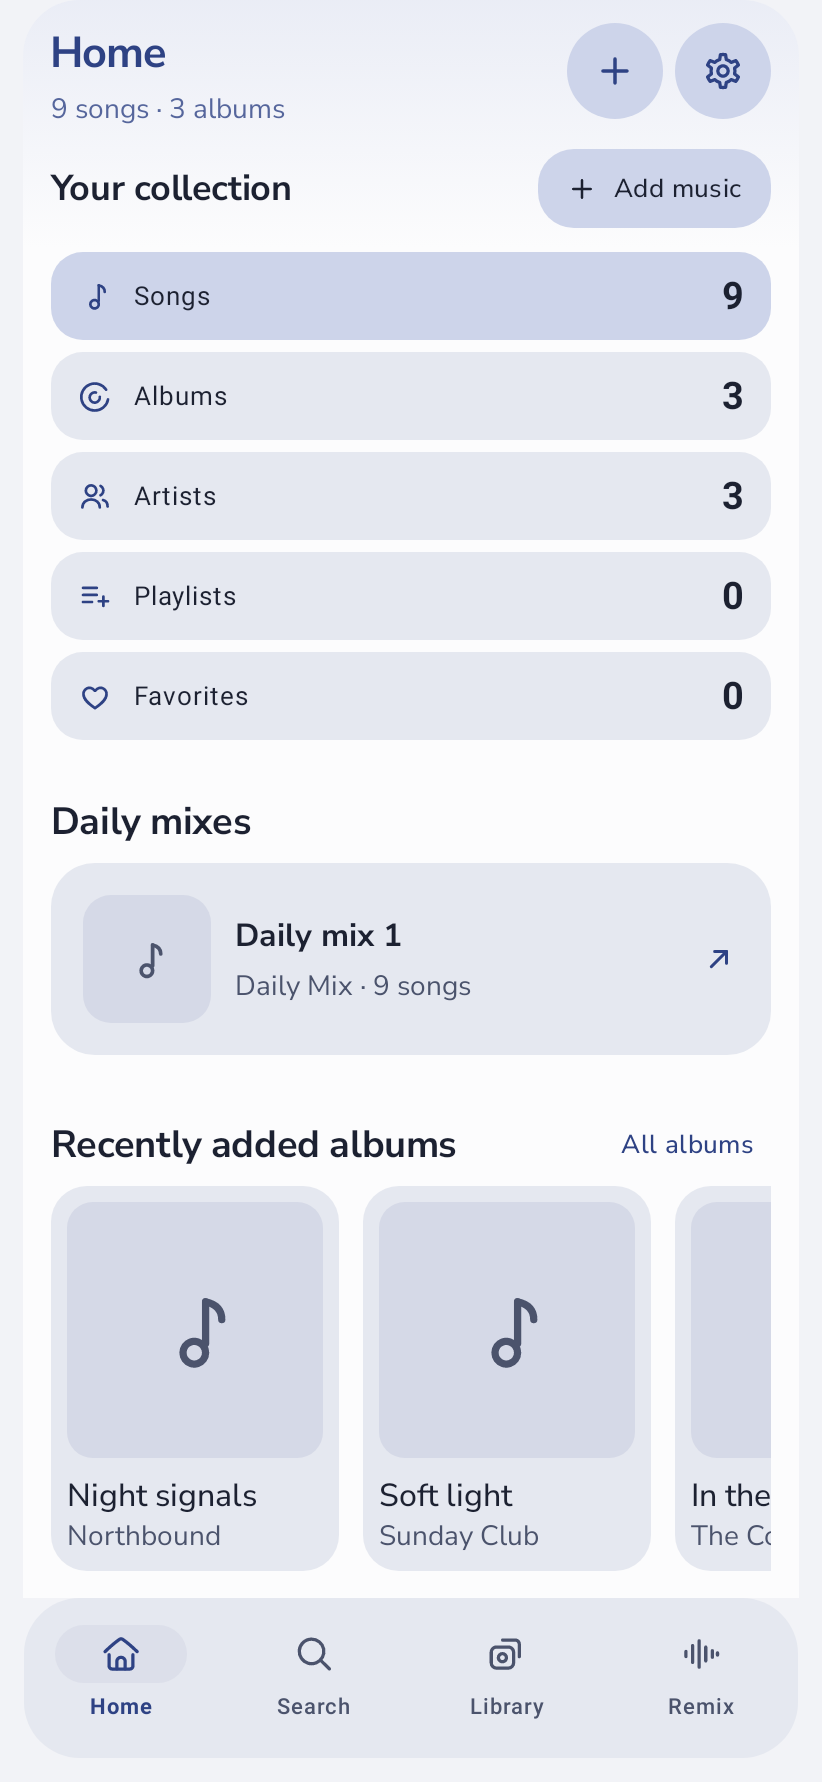 Home
9 songs · 3 albums
Your collection
Add music
Songs
9
Albums
3
Artists
3
Playlists
0
Favorites
0
Daily mixes
Daily mix 1
Daily Mix · 9 songs
Recently added albums
All albums
Night signals
Northbound
Soft light
Sunday Club
In the
The
Home
Search
Library
Remix